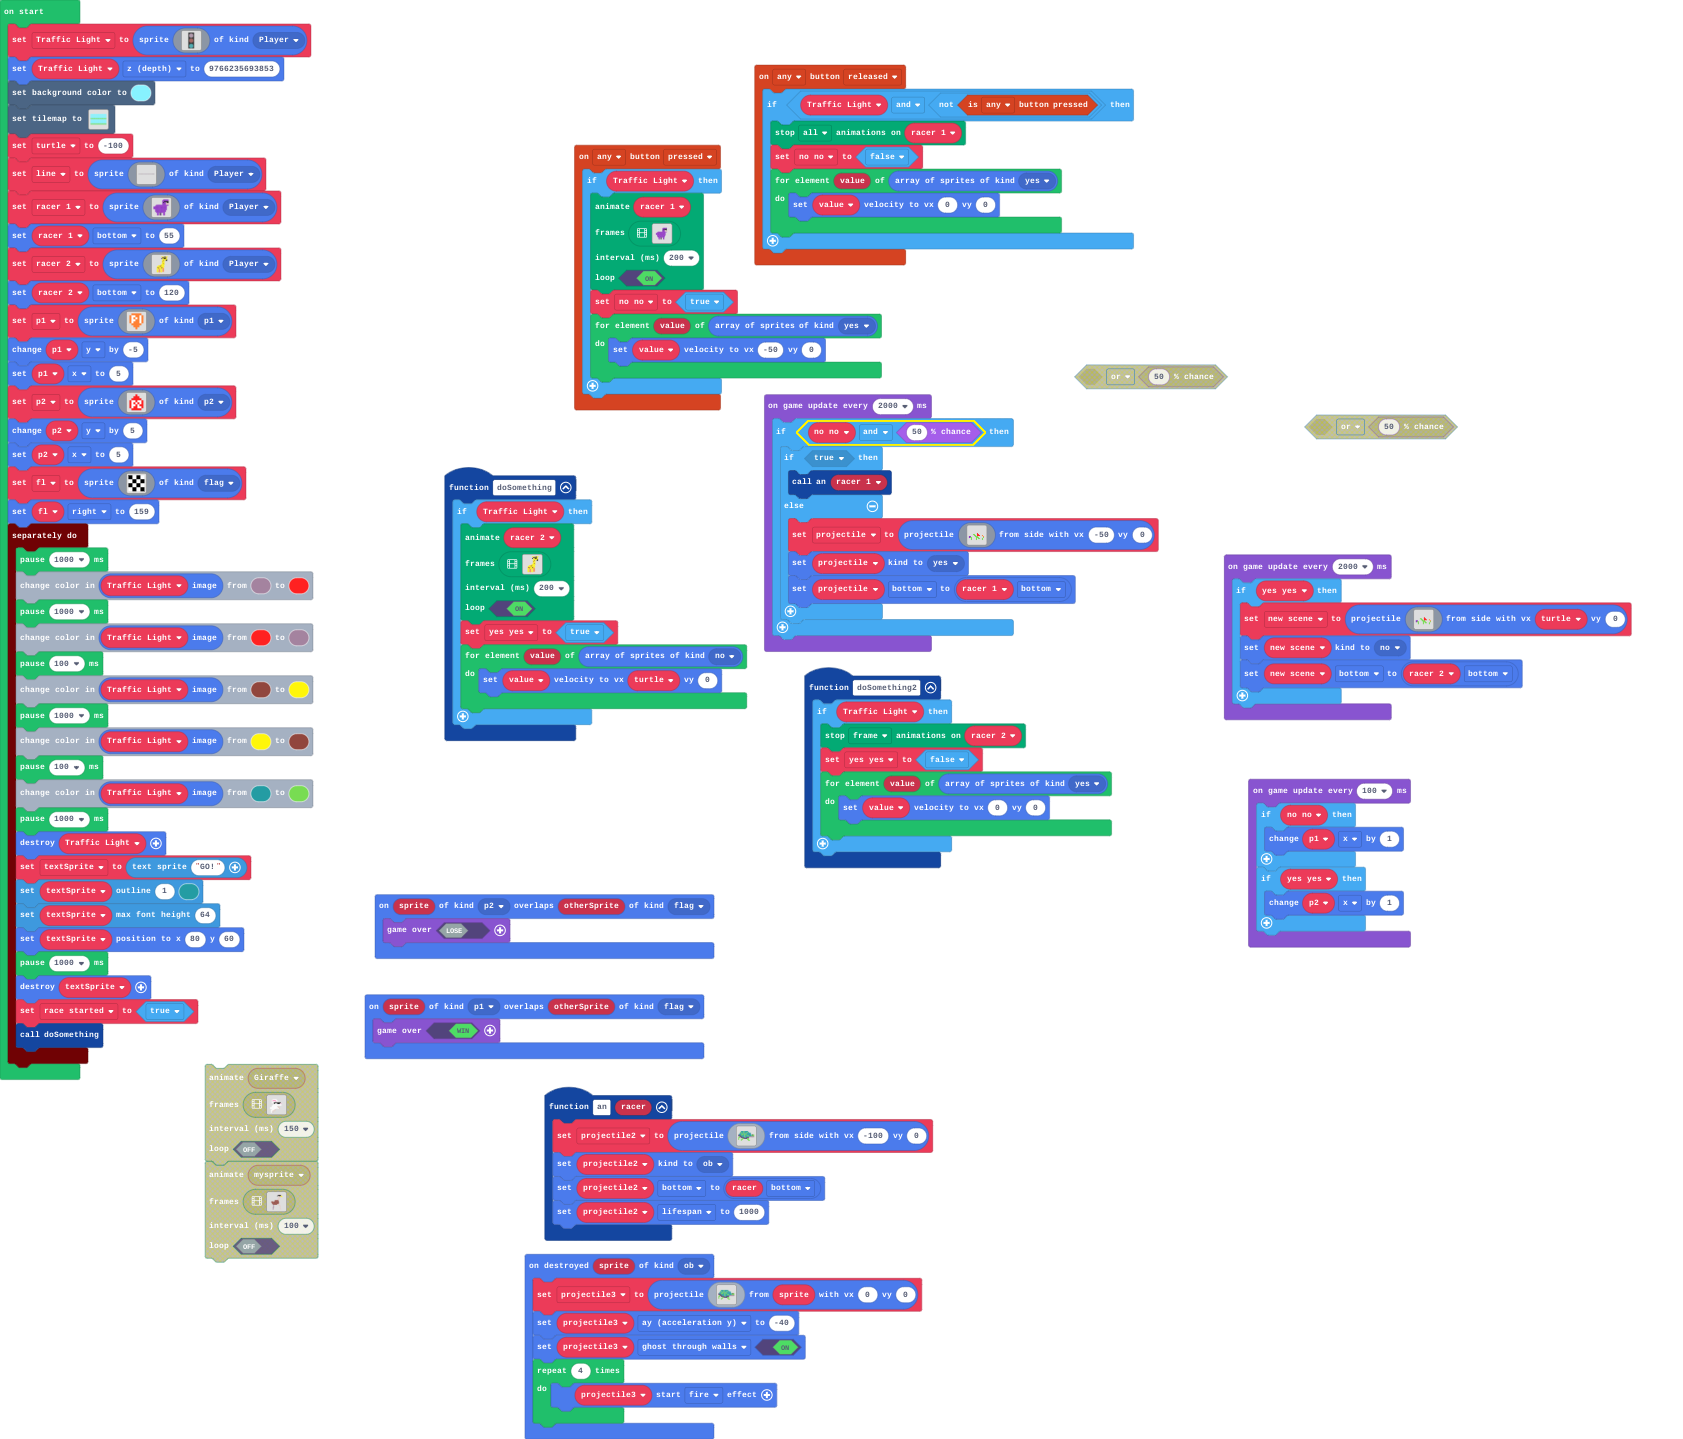 on start
set Traffic Light to sprite of kind Player
set Traffic Light z (depth) to 9766235693853
set background color to
set tilemap to
set turtle to -100
set line to sprite of kind Player
set racer 1 to sprite of kind Player
set racer 1 bottom to 55
set racer 2 to sprite of kind Player
set racer 2 bottom to 120
set p1 to sprite of kind p1
change p1 y by -5
set p1 x to 5
set p2 to sprite of kind p2
change p2 y by 5
set p2 x to 5
set fl to sprite of kind flag
set fl right to 159
separately do
pause 1000 ms
change color in Traffic Light image from to
pause 1000 ms
change color in Traffic Light image from to
pause 100 ms
change color in Traffic Light image from to
pause 1000 ms
change color in Traffic Light image from to
pause 100 ms
change color in Traffic Light image from to
pause 1000 ms
destroy Traffic Light
set textSprite to text sprite "GO!"
set textSprite outline 1
set textSprite max font height 64
set textSprite position to x 80 y 60
pause 1000 ms
destroy textSprite
set race started to true
call doSomething
animate Giraffe
frames
interval (ms) 150
loop OFF
animate mysprite
frames
interval (ms) 100
loop OFF
on any button pressed
if Traffic Light then
animate racer 1
frames
interval (ms) 200
loop ON
set no no to true
for element value of array of sprites of kind yes
do set value velocity to vx -50 vy 0
on any button released
if Traffic Light and not is any button pressed then
stop all animations on racer 1
set no no to false
for element value of array of sprites of kind yes
do set value velocity to vx 0 vy 0
or 50 % chance
or 50 % chance
on game update every 2000 ms
if no no and 50 % chance then
if true then
call an racer 1
else
set projectile to projectile from side with vx -50 vy 0
set projectile kind to yes
set projectile bottom to racer 1 bottom
function doSomething
if Traffic Light then
animate racer 2
frames
interval (ms) 200
loop ON
set yes yes to true
for element value of array of sprites of kind no
do set value velocity to vx turtle vy 0
on game update every 2000 ms
if yes yes then
set new scene to projectile from side with vx turtle vy 0
set new scene kind to no
set new scene bottom to racer 2 bottom
function doSomething2
if Traffic Light then
stop frame animations on racer 2
set yes yes to false
for element value of array of sprites of kind yes
do set value velocity to vx 0 vy 0
on game update every 100 ms
if no no then
change p1 x by 1
if yes yes then
change p2 x by 1
on sprite of kind p2 overlaps otherSprite of kind flag
game over LOSE
on sprite of kind p1 overlaps otherSprite of kind flag
game over WIN
function an racer
set projectile2 to projectile from side with vx -100 vy 0
set projectile2 kind to ob
set projectile2 bottom to racer bottom
set projectile2 lifespan to 1000
on destroyed sprite of kind ob
set projectile3 to projectile from sprite with vx 0 vy 0
set projectile3 ay (acceleration y) to -40
set projectile3 ghost through walls ON
repeat 4 times
do projectile3 start fire effect